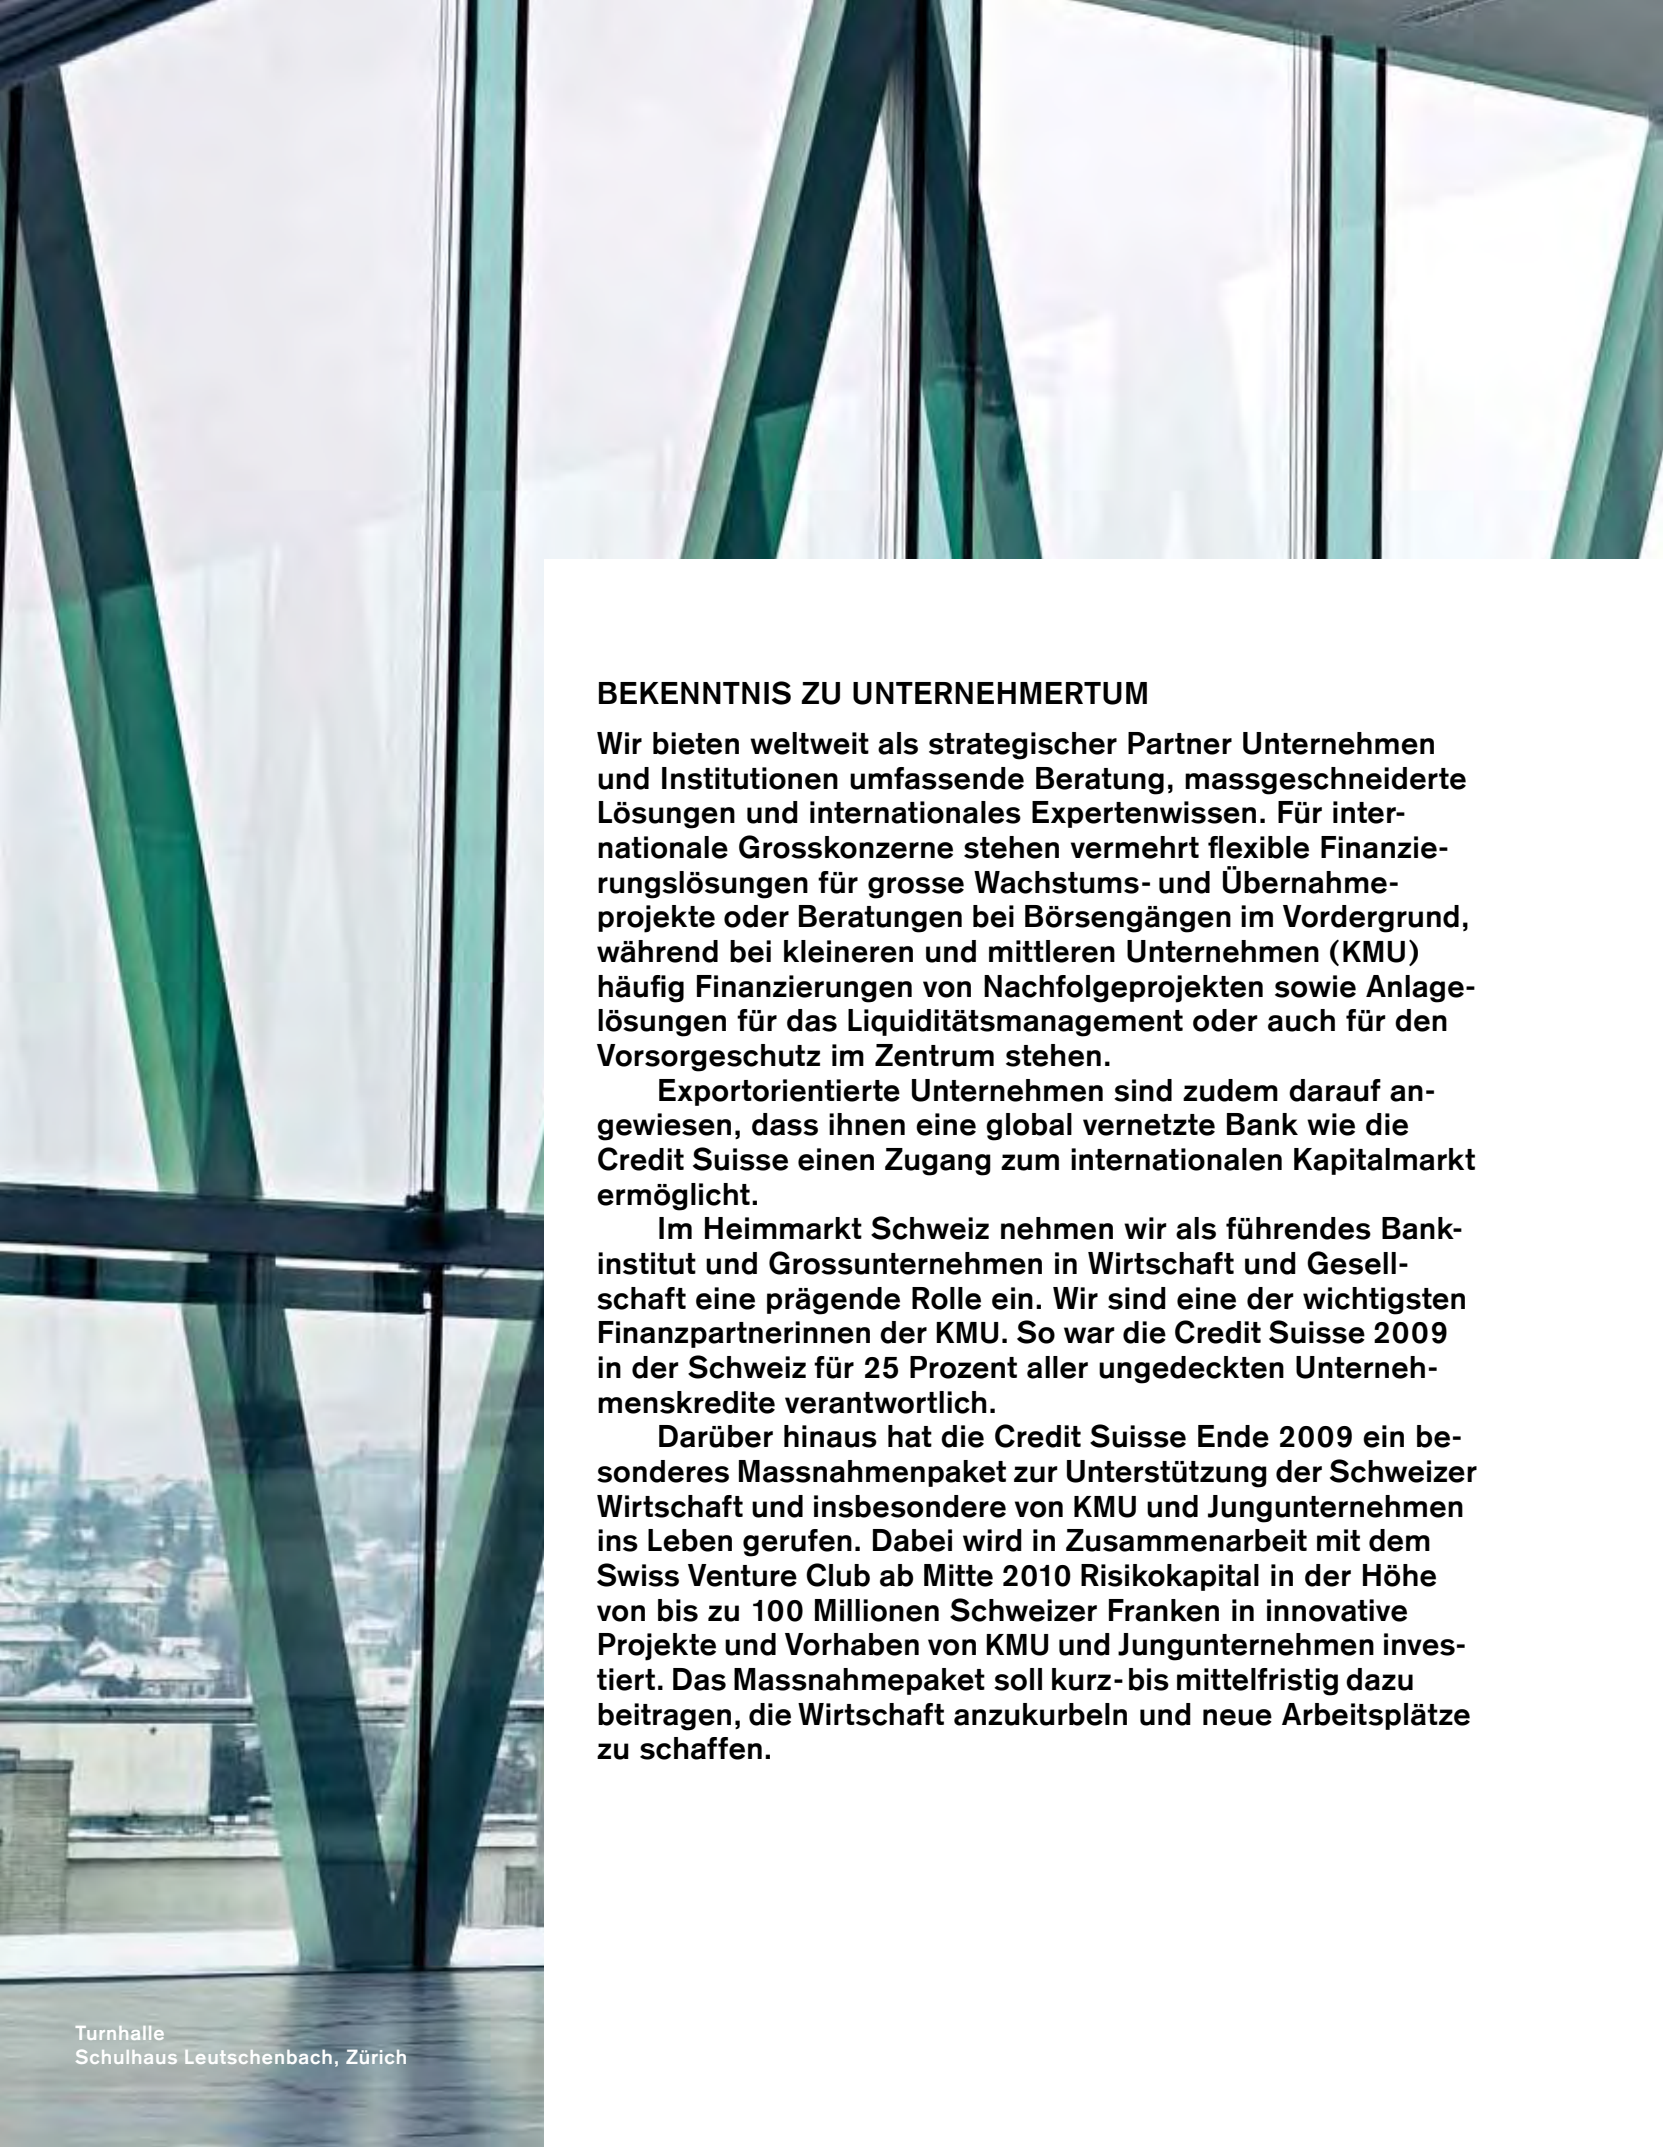 BEKENNTNIS ZU UNTERNEHMERTUM
Wir bieten weltweit als strategischer Partner Unternehmen
und Institutionen umfassende Beratung, massgeschneiderte
Lösungen und internationales Expertenwissen. Für inter-
nationale Grosskonzerne stehen vermehrt flexible Finanzie-
rungslösungen für grosse Wachstums- und Übernahme-
projekte oder Beratungen bei Börsengängen im Vordergrund,
während bei kleineren und mittleren Unternehmen (KMU)
häufig Finanzierungen von Nachfolgeprojekten sowie Anlage-
lösungen für das Liquiditätsmanagement oder auch für den
Vorsorgeschutz im Zentrum stehen.
Exportorientierte Unternehmen sind zudem darauf an-
gewiesen, dass ihnen eine global vernetzte Bank wie die
Credit Suisse einen Zugang zum internationalen Kapitalmarkt
ermöglicht.
Im Heimmarkt Schweiz nehmen wir als führendes Bank-
institut und Grossunternehmen in Wirtschaft und Gesell-
schaft eine prägende Rolle ein. Wir sind eine der wichtigsten
Finanzpartnerinnen der KMU. So war die Credit Suisse 2009
in der Schweiz für 25 Prozent aller ungedeckten Unterneh-
menskredite verantwortlich.
Darüber hinaus hat die Credit Suisse Ende 2009 ein be-
sonderes Massnahmenpaket zur Unterstützung der Schweizer
Wirtschaft und insbesondere von KMU und Jungunternehmen
ins Leben gerufen. Dabei wird in Zusammenarbeit mit dem
Swiss Venture Club ab Mitte 2010 Risikokapital in der Höhe
von bis zu 100 Millionen Schweizer Franken in innovative
Projekte und Vorhaben von KMU und Jungunternehmen inves-
tiert. Das Massnahmepaket soll kurz- bis mittelfristig dazu
beitragen, die Wirtschaft anzukurbeln und neue Arbeitsplätze
zu schaffen.
Turnhalle
Schulhaus Leutschenbach, Zürich